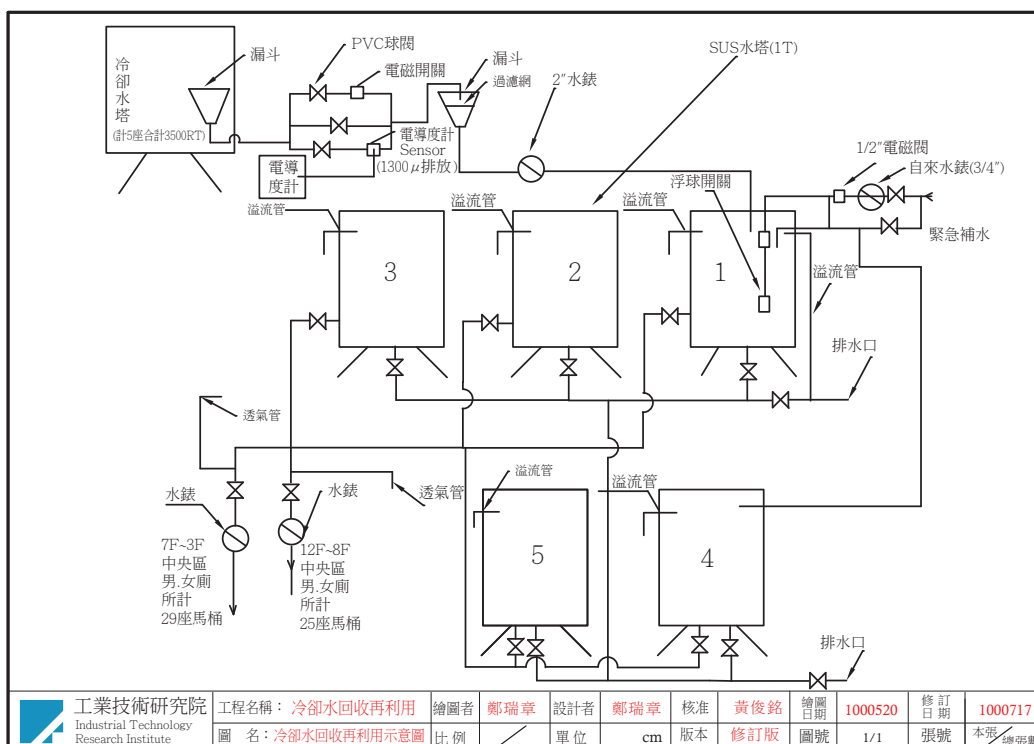 冷卻水塔
(計5座合計3500RT)
漏斗
PVC球閥
電磁開關
電導度計
Sensor
(1300μ排放)
電導度計
漏斗
過濾網
2"水錶
SUS水塔(1T)
1/2"電磁閥
自來水錶(3/4")
浮球開關
緊急補水
溢流管
溢流管
溢流管
溢流管
3
2
1
排水口
透氣管
透氣管
水錶
水錶
7F~3F
中央區
男.女廁
所計
29座馬桶
12F~8F
中央區
男.女廁
所計
25座馬桶
溢流管
溢流管
5
4
排水口
工業技術研究院
Industrial Technology
Research Institute
工程名稱：冷卻水回收再利用
繪圖者 鄭瑞章
設計者 鄭瑞章
核准 黃俊銘
繪圖日期 1000520
修訂日期 1000717
圖 名：冷卻水回收再利用示意圖
比例
單位 cm
版本 修訂版
圖號 1/1
張號
本張